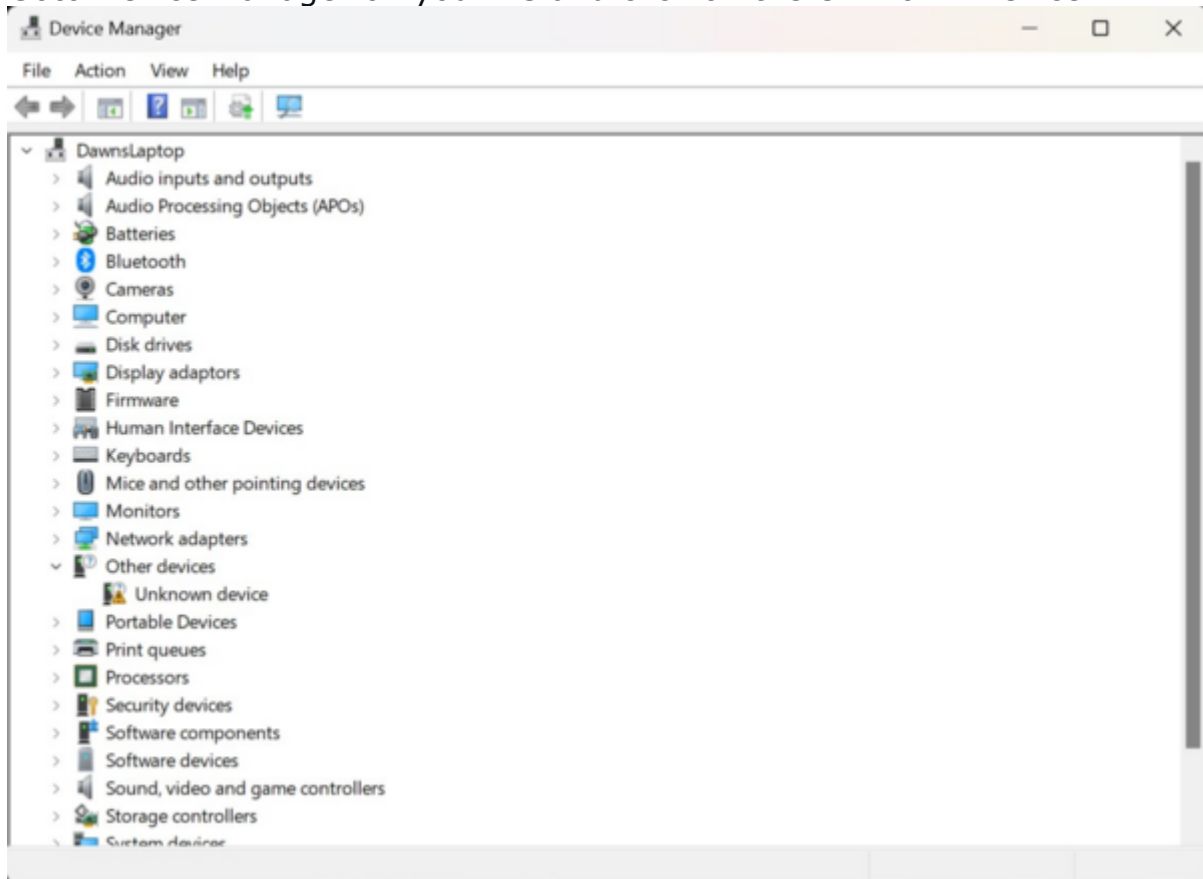 Device Manager
File Action View Help
DawnsLaptop
Audio inputs and outputs
Audio Processing Objects (APOs)
Batteries
Bluetooth
Cameras
Computer
Disk drives
Display adaptors
Firmware
Human Interface Devices
Keyboards
Mice and other pointing devices
Monitors
Network adapters
Other devices
Unknown device
Portable Devices
Print queues
Processors
Security devices
Software components
Software devices
Sound, video and game controllers
Storage controllers
System devices